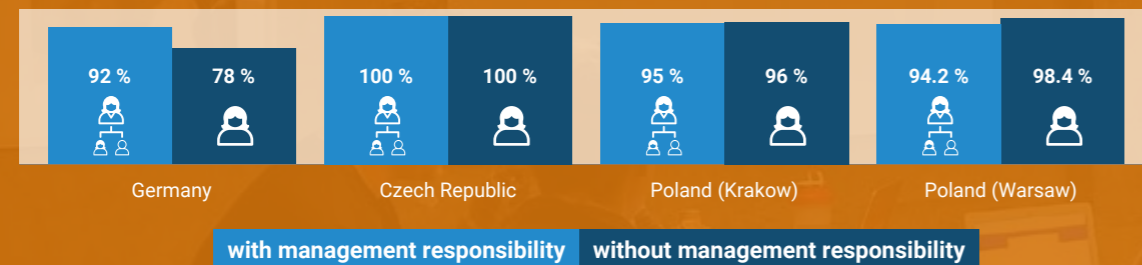 92 % 78 % 100 % 100 % 95 % 96 % 94.2 % 98.4 %
Germany Czech Republic Poland (Krakow) Poland (Warsaw)
with management responsibility without management responsibility